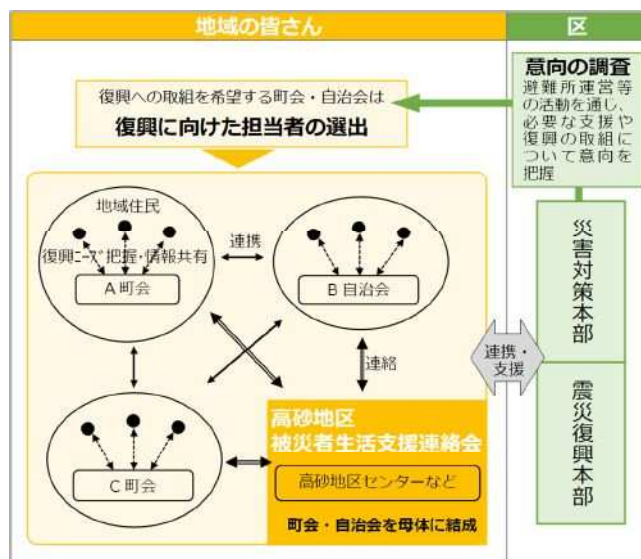 地域の皆さん
区
復興への取組を希望する町会・自治会は
復興に向けた担当者の選出
意向の調査
避難所運営等
の活動を通し、
必要な支援や
復興の取組に
ついて意向を
把握
地域住民
復興ニーズ把握・情報共有
A町会
連携
B自治会
連絡
C町会
高砂地区
被災者生活支援連絡会
高砂地区センターなど
町会・自治会を母体に結成
連携・
支援
災害対策本部
震災復興本部